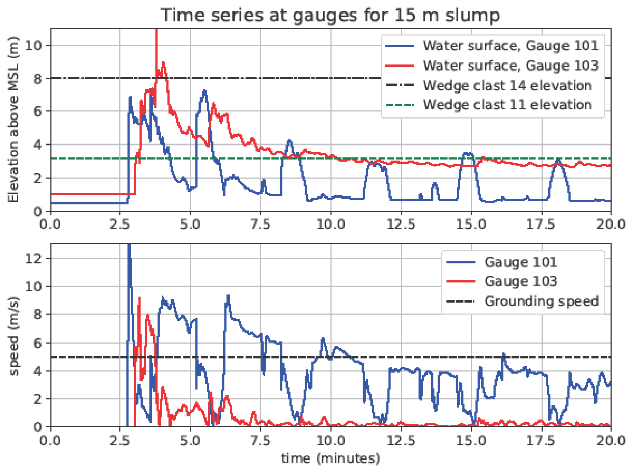 Time series at gauges for 15 m slump
Elevation above MSL (m)
10
8
6
4
2
0
Water surface, Gauge 101
Water surface, Gauge 103
Wedge clast 14 elevation
Wedge clast 11 elevation
0.0 2.5 5.0 7.5 10.0 12.5 15.0 17.5 20.0
speed (m/s)
12
10
8
6
4
2
0
Gauge 101
Gauge 103
Grounding speed
0.0 2.5 5.0 7.5 10.0 12.5 15.0 17.5 20.0
time (minutes)